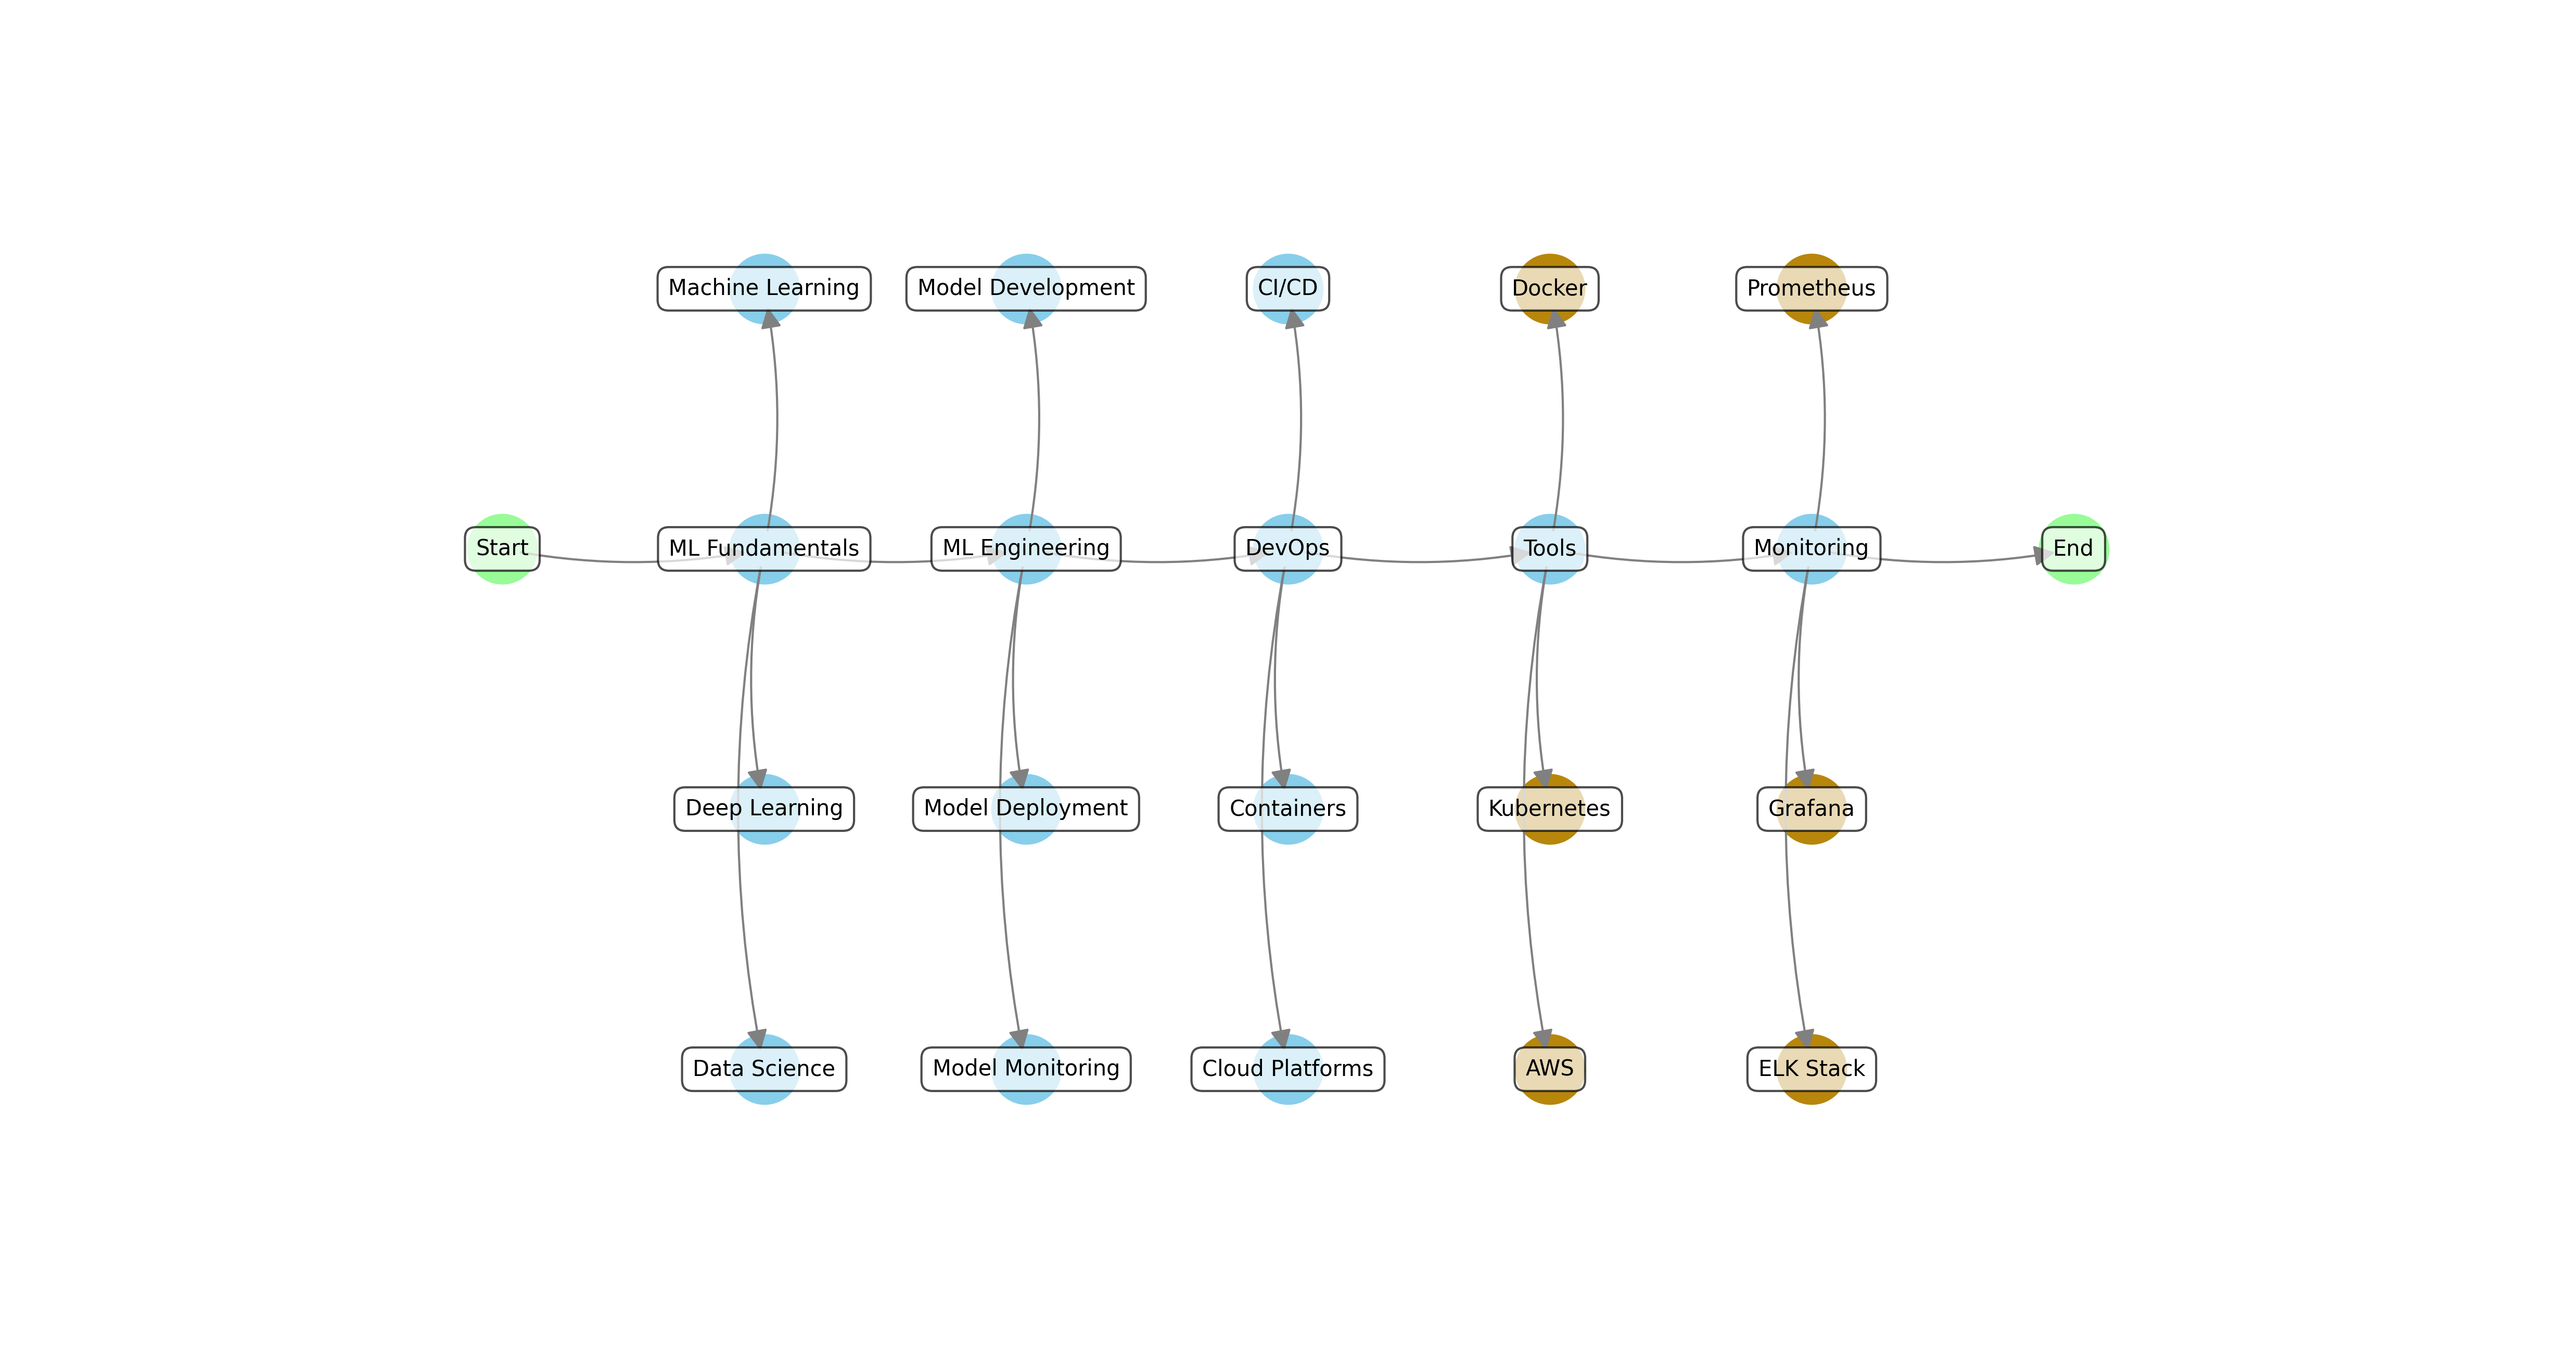 Machine Learning
Model Development
CI/CD
Docker
Prometheus
Start
ML Fundamentals
ML Engineering
DevOps
Tools
Monitoring
End
Deep Learning
Model Deployment
Containers
Kubernetes
Grafana
Data Science
Model Monitoring
Cloud Platforms
AWS
ELK Stack